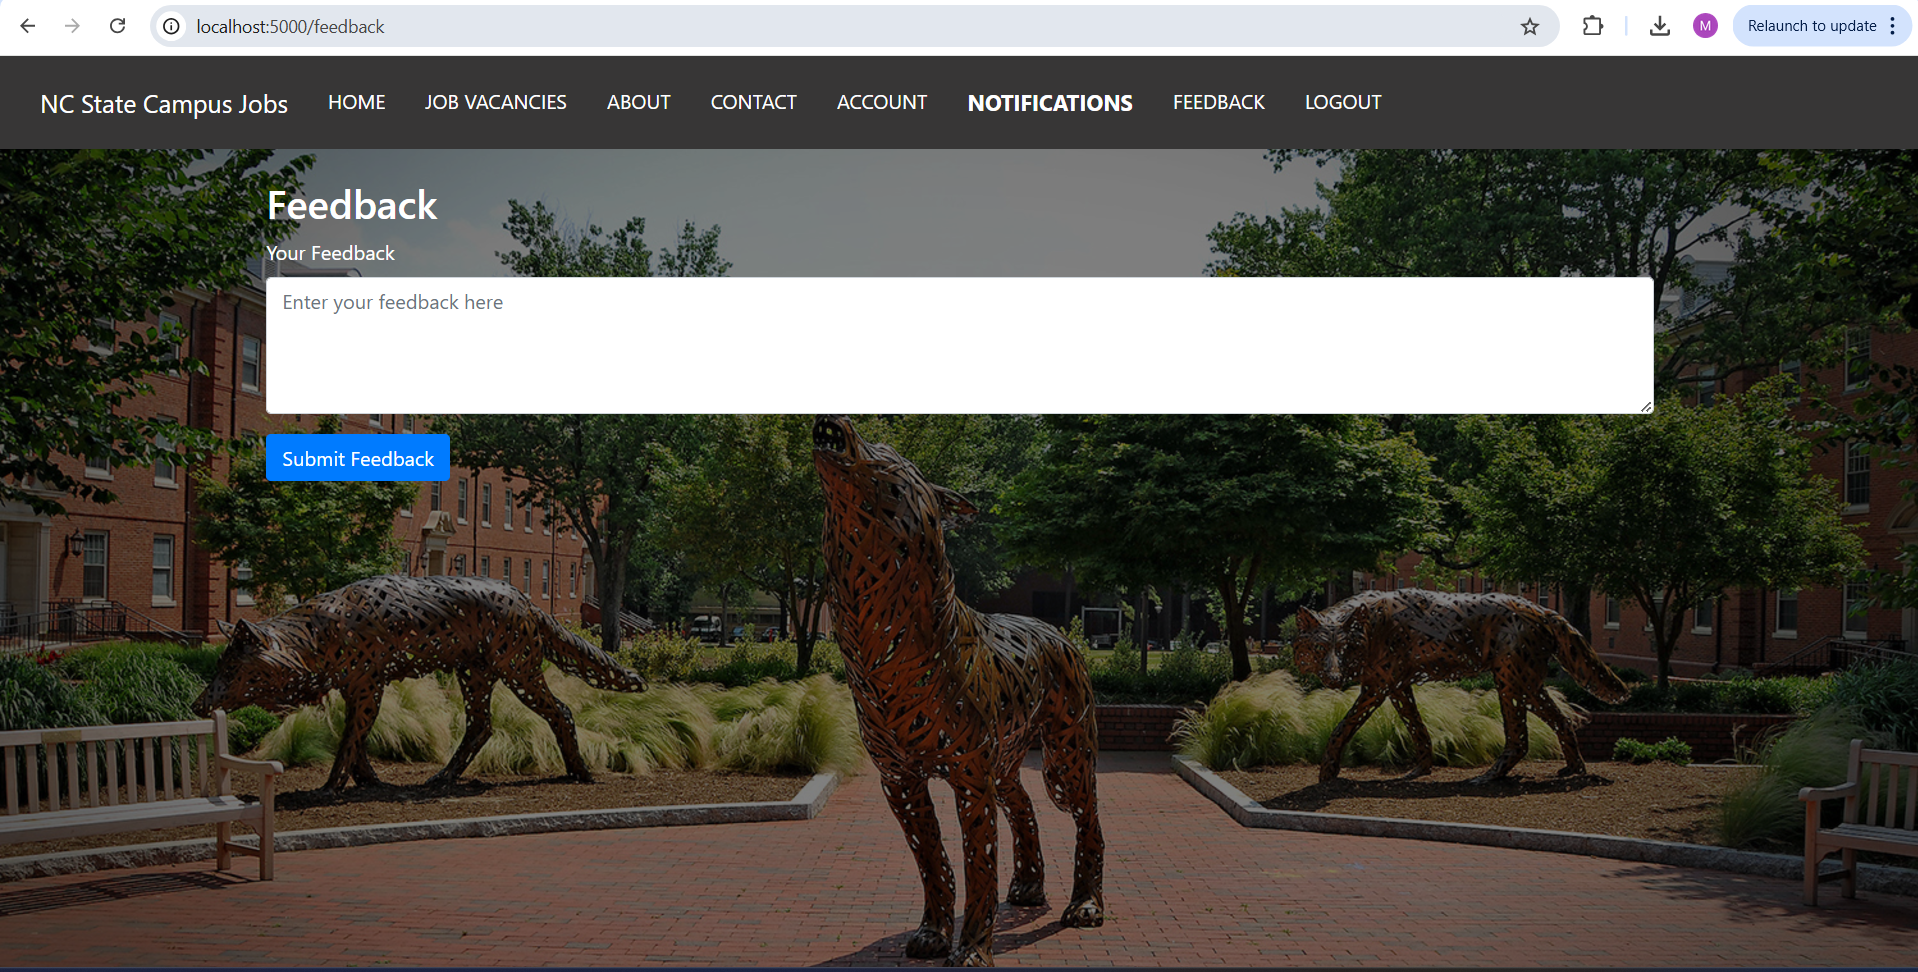 localhost:5000/feedback
M
Relaunch to update
NC State Campus Jobs HOME JOB VACANCIES ABOUT CONTACT ACCOUNT NOTIFICATIONS FEEDBACK LOGOUT
Feedback
Your Feedback
Enter your feedback here
Submit Feedback